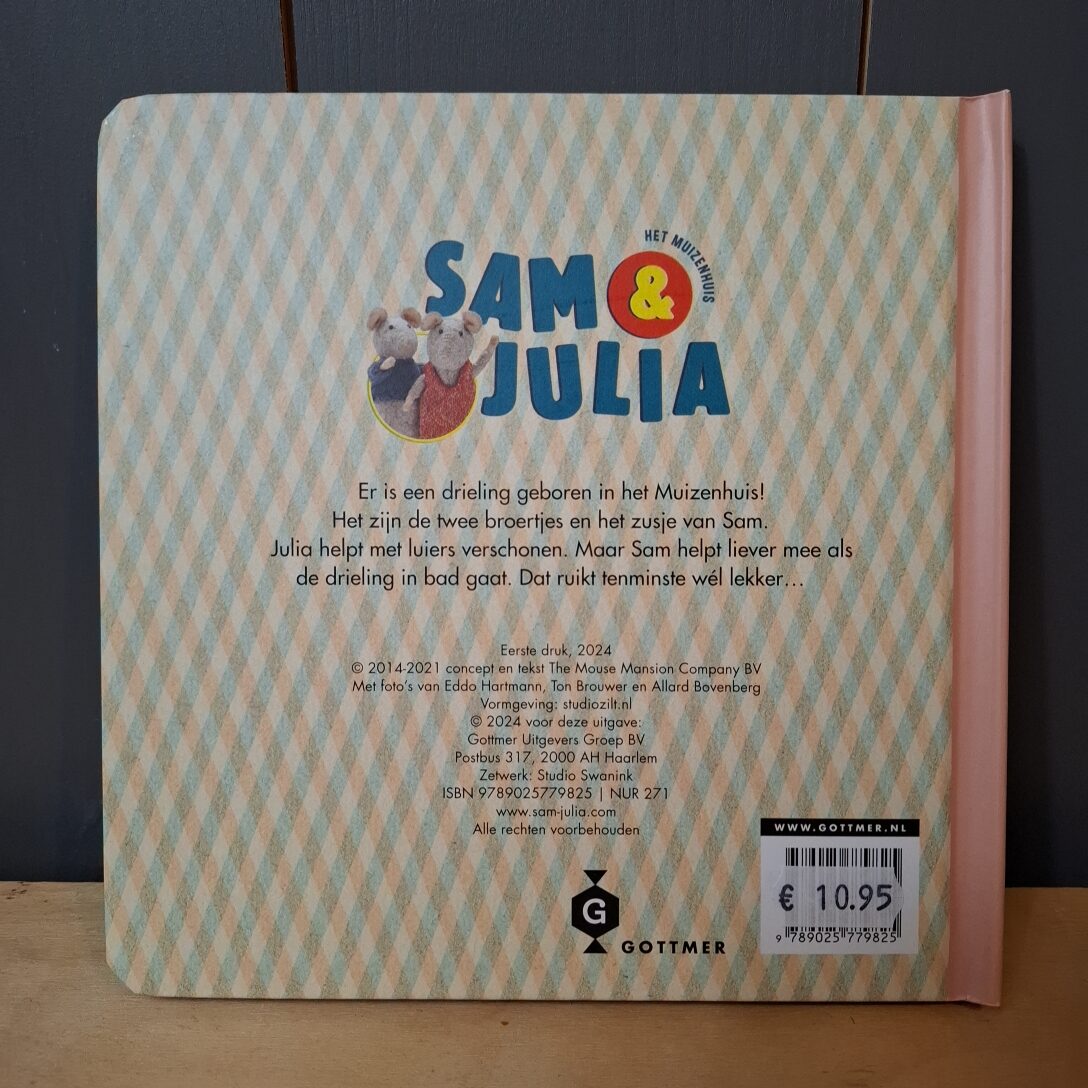 HET MUIZENHUIS
SAM &
JULIA
Er is een drieling geboren in het Muizenhuis!
Het zijn de twee broertjes en het zusje van Sam.
Julia helpt met luiers verschonen. Maar Sam helpt liever mee als
de drieling in bad gaat. Dat ruikt tenminste wél lekker...
Eerste druk, 2024
© 2014-2021 concept en tekst The Mouse Mansion Company BV
Met foto's van Eddo Hartmann, Ton Brouwer en Allard Bovenberg
Vormgeving: studiozilt.nl
© 2024 voor deze uitgave:
Gottmer Uitgevers Groep BV
Postbus 317, 2000 AH Haarlem
Zetwerk: Studio Swanink
ISBN 9789025779825 | NUR 271
www.sam-julia.com
Alle rechten voorbehouden
G GOTTMER
WWW.GOTTMER.NL
€ 10.95
9 789025 779825